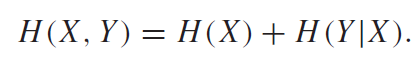 H(X, Y) = H(X) + H(Y|X).